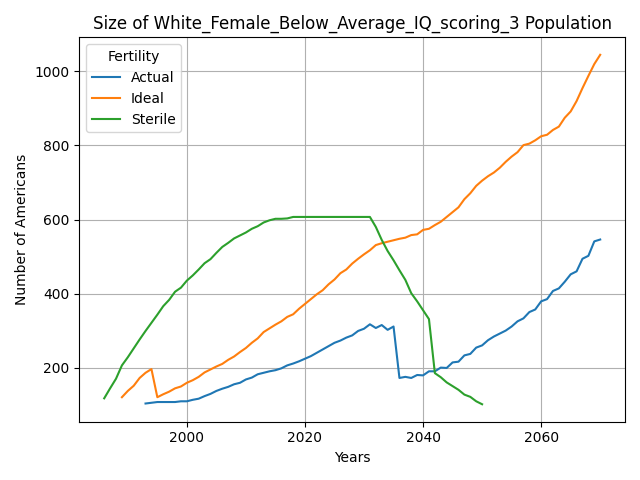 Size of White_Female_Below_Average_IQ_scoring_3 Population
Fertility
Actual
Ideal
Sterile
Number of Americans
1000
800
600
400
200
2000
2020
2040
2060
Years